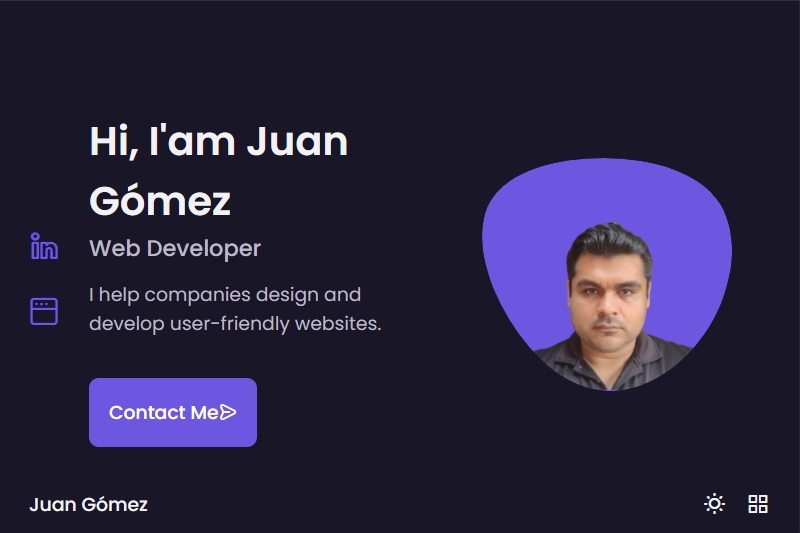 Hi, I'am Juan
Gómez
Web Developer
I help companies design and
develop user-friendly websites.
Contact Me
Juan Gómez